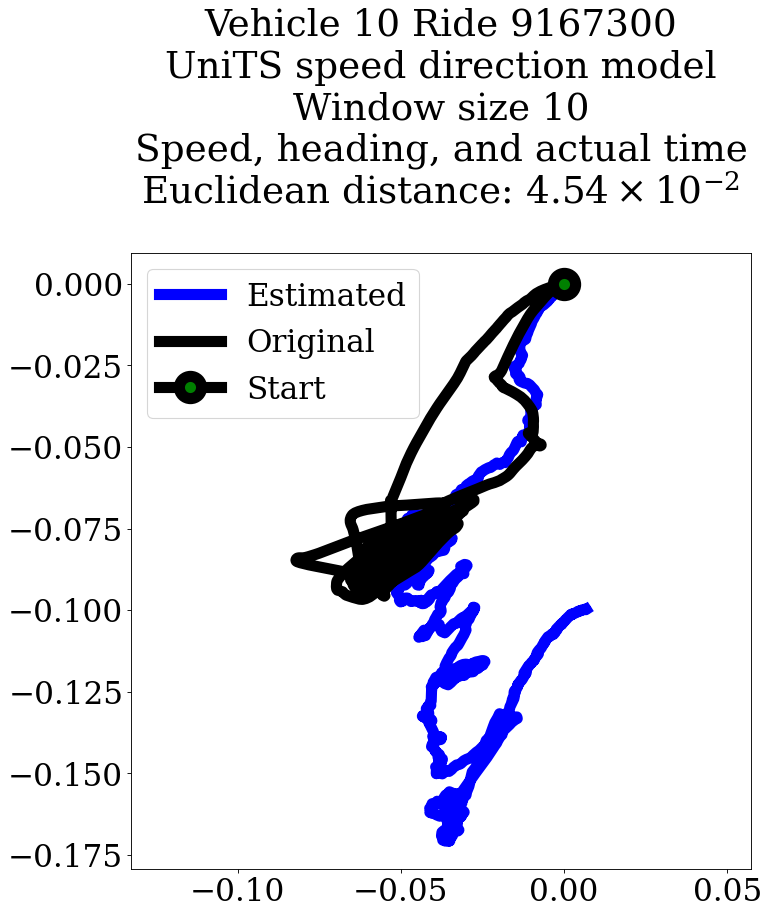 Vehicle 10 Ride 9167300
UniTS speed direction model
Window size 10
Speed, heading, and actual time
Euclidean distance: 4.54 × 10⁻²
Estimated
Original
Start
0.000
−0.025
−0.050
−0.075
−0.100
−0.125
−0.150
−0.175
−0.10
−0.05
0.00
0.05